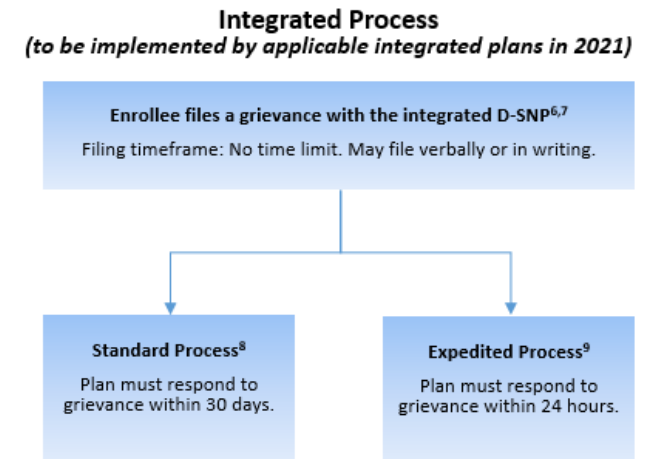 Integrated Process
(to be implemented by applicable integrated plans in 2021)
Enrollee files a grievance with the integrated D-SNP6,7
Filing timeframe: No time limit. May file verbally or in writing.
Standard Process8
Plan must respond to
grievance within 30 days.
Expedited Process9
Plan must respond to
grievance within 24 hours.